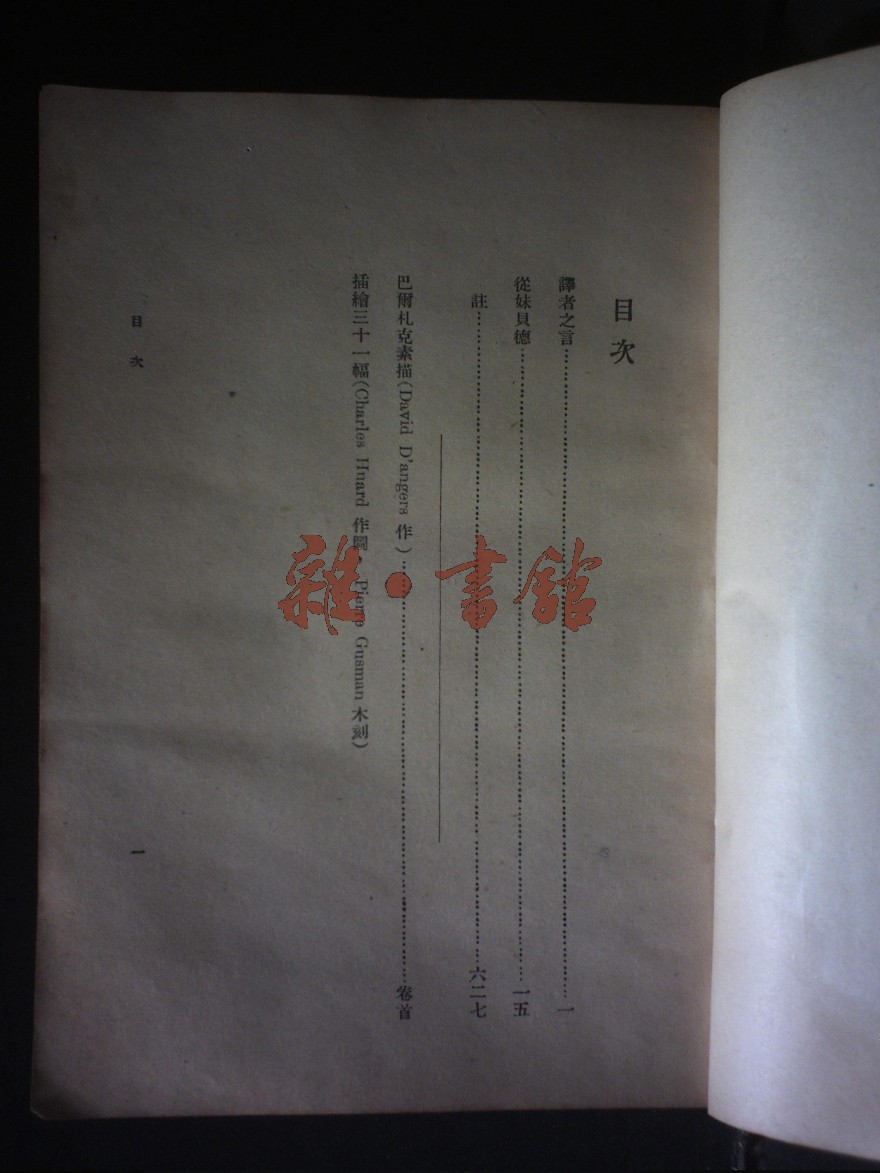 目次
譯者之言……一
從妹貝德……一五
註……六二七
巴爾札克素描(David D'angers 作)……卷首
插繪三十一幅(Charles Huard 作圖,Pierre Gusman 木刻)
目次
一
雜·書館